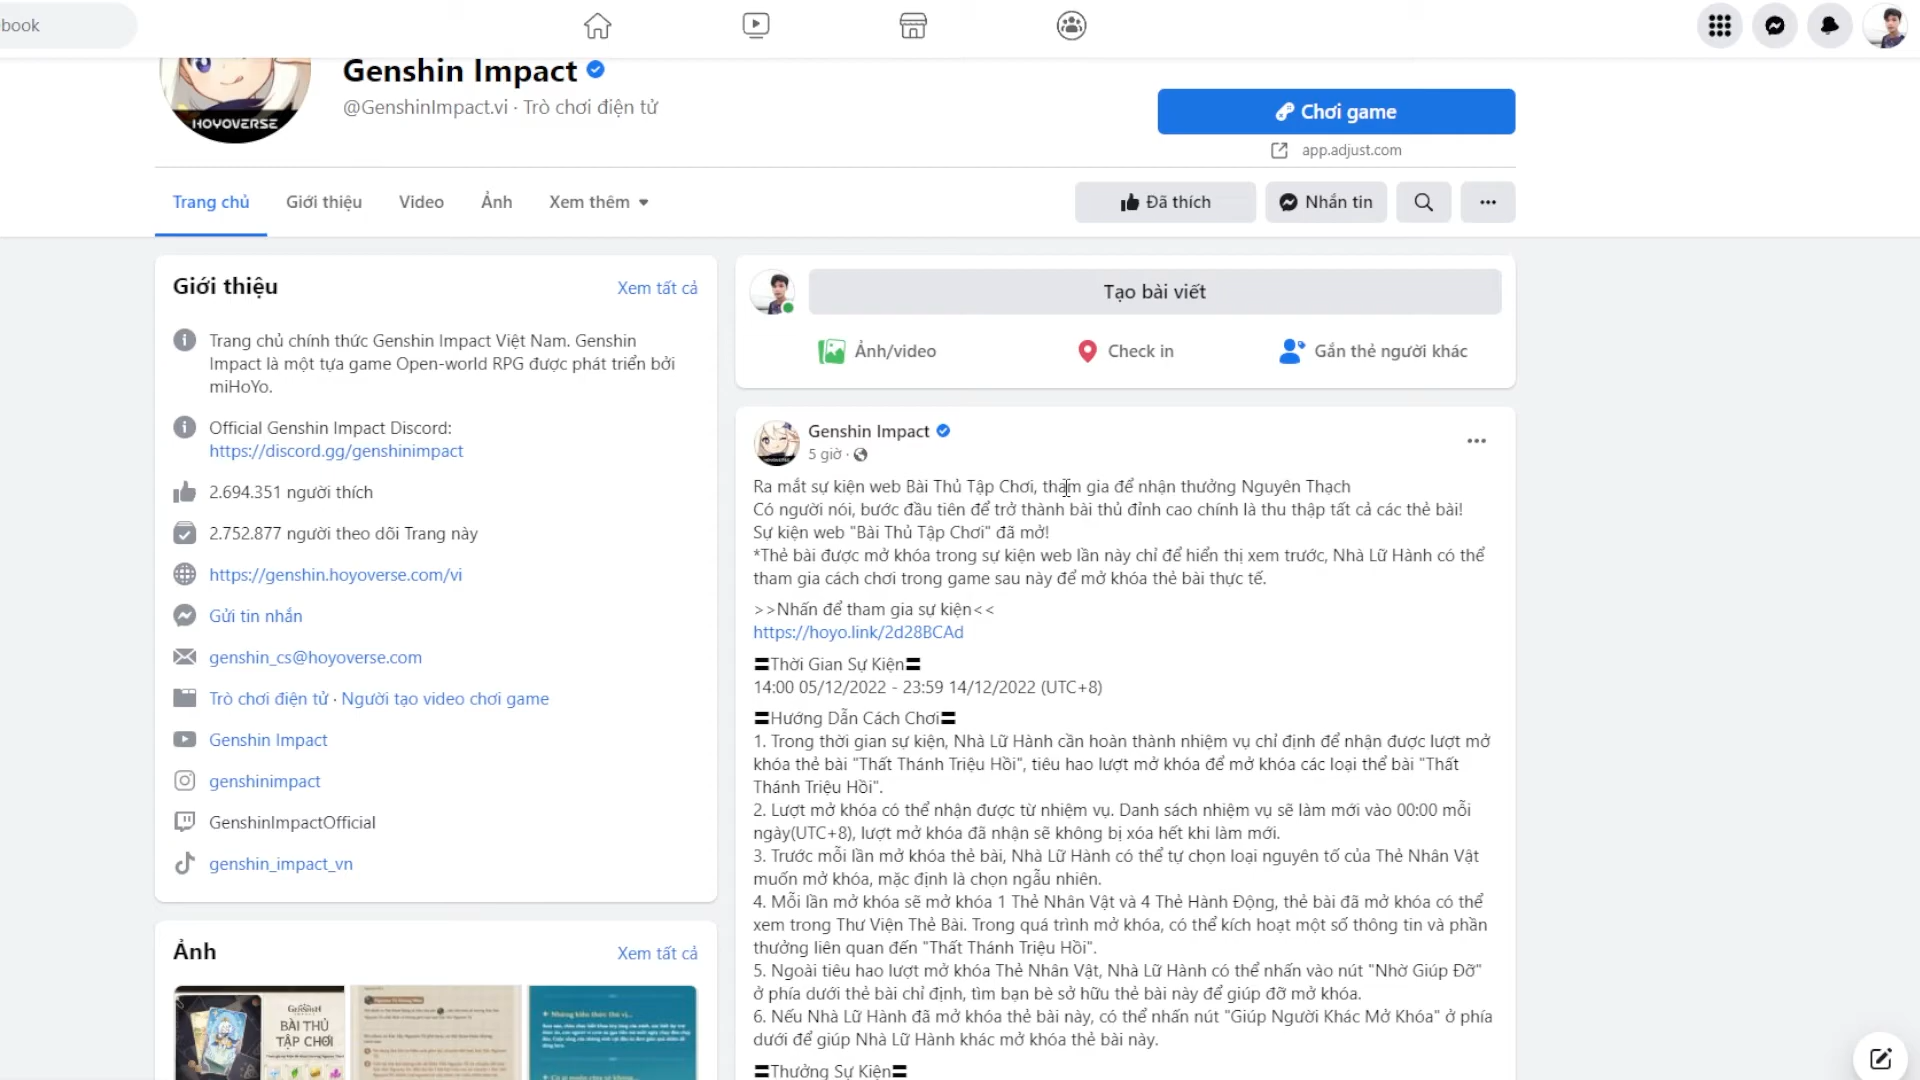 book
HOYOVERSE
Genshin Impact
@GenshinImpact.vi · Trò chơi điện tử
Chơi game
app.adjust.com
Trang chủ
Giới thiệu
Video
Ảnh
Xem thêm
Đã thích
Nhắn tin
Giới thiệu
Xem tất cả
Trang chủ chính thức Genshin Impact Việt Nam. Genshin
Impact là một tựa game Open-world RPG được phát triển bởi
miHoYo.
Official Genshin Impact Discord:
https://discord.gg/genshinimpact
2.694.351 người thích
2.752.877 người theo dõi Trang này
https://genshin.hoyoverse.com/vi
Gửi tin nhắn
genshin_cs@hoyoverse.com
Trò chơi điện tử · Người tạo video chơi game
Genshin Impact
genshinimpact
GenshinImpactOfficial
genshin_impact_vn
Ảnh
Xem tất cả
GENSHIN
BÀI THỦ
TẬP CHƠI
Tạo bài viết
Ảnh/video
Check in
Gắn thẻ người khác
Genshin Impact
5 giờ ·
Ra mắt sự kiện web Bài Thủ Tập Chơi, tham gia để nhận thưởng Nguyên Thạch
Có người nói, bước đầu tiên để trở thành bài thủ đỉnh cao chính là thu thập tất cả các thẻ bài!
Sự kiện web "Bài Thủ Tập Chơi" đã mở!
*Thẻ bài được mở khóa trong sự kiện web lần này chỉ để hiển thị xem trước, Nhà Lữ Hành có thể
tham gia cách chơi trong game sau này để mở khóa thẻ bài thực tế.
>>Nhấn để tham gia sự kiện<<
https://hoyo.link/2d28BCAd
〓Thời Gian Sự Kiện〓
14:00 05/12/2022 - 23:59 14/12/2022 (UTC+8)
〓Hướng Dẫn Cách Chơi〓
1. Trong thời gian sự kiện, Nhà Lữ Hành cần hoàn thành nhiệm vụ chỉ định để nhận được lượt mở
khóa thẻ bài "Thất Thánh Triệu Hồi", tiêu hao lượt mở khóa để mở khóa các loại thẻ bài "Thất
Thánh Triệu Hồi".
2. Lượt mở khóa có thể nhận được từ nhiệm vụ. Danh sách nhiệm vụ sẽ làm mới vào 00:00 mỗi
ngày(UTC+8), lượt mở khóa đã nhận sẽ không bị xóa hết khi làm mới.
3. Trước mỗi lần mở khóa thẻ bài, Nhà Lữ Hành có thể tự chọn loại nguyên tố của Thẻ Nhân Vật
muốn mở khóa, mặc định là chọn ngẫu nhiên.
4. Mỗi lần mở khóa sẽ mở khóa 1 Thẻ Nhân Vật và 4 Thẻ Hành Động, thẻ bài đã mở khóa có thể
xem trong Thư Viện Thẻ Bài. Trong quá trình mở khóa, có thể kích hoạt một số thông tin và phần
thưởng liên quan đến "Thất Thánh Triệu Hồi".
5. Ngoài tiêu hao lượt mở khóa Thẻ Nhân Vật, Nhà Lữ Hành có thể nhấn vào nút "Nhờ Giúp Đỡ"
ở phía dưới thẻ bài chỉ định, tìm bạn bè sở hữu thẻ bài này để giúp đỡ mở khóa.
6. Nếu Nhà Lữ Hành đã mở khóa thẻ bài này, có thể nhấn nút "Giúp Người Khác Mở Khóa" ở phía
dưới để giúp Nhà Lữ Hành khác mở khóa thẻ bài này.
〓Thưởng Sự Kiện〓